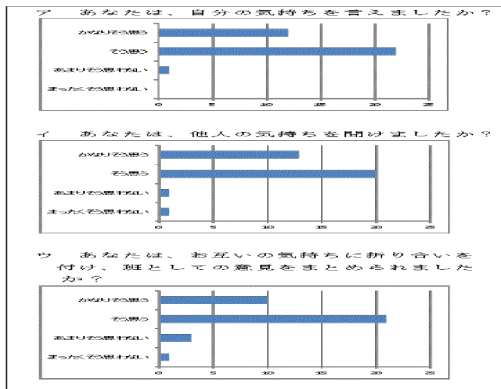 ア　あなたは、自分の気持ちを言えましたか？
かなりそう思う
そう思う
あまりそう思わない
まったくそう思わない
0 5 10 15 20 25
イ　あなたは、他人の気持ちを聞けましたか？
かなりそう思う
そう思う
あまりそう思わない
まったくそう思わない
0 5 10 15 20 25
ウ　あなたは、お互いの気持ちに折り合いを
付け、班としての意見をまとめられました
か？
かなりそう思う
そう思う
あまりそう思わない
まったくそう思わない
0 5 10 15 20 25